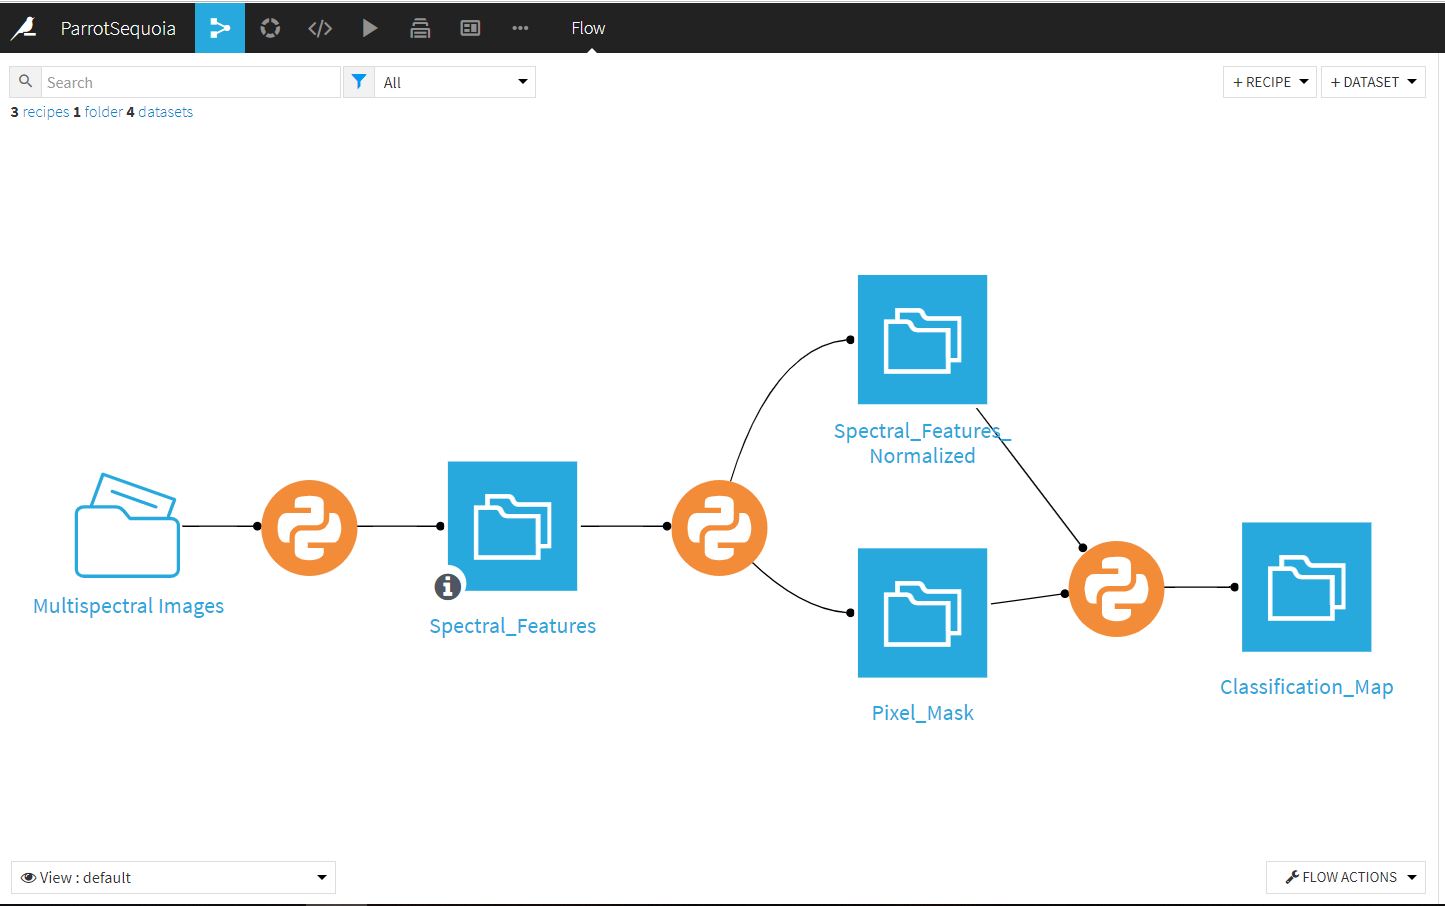 ParrotSequoia
Flow
Search
All
+ RECIPE
+ DATASET
3 recipes 1 folder 4 datasets
Spectral_Features_
Normalized
Multispectral Images
Spectral_Features
Classification_Map
Pixel_Mask
View : default
FLOW ACTIONS